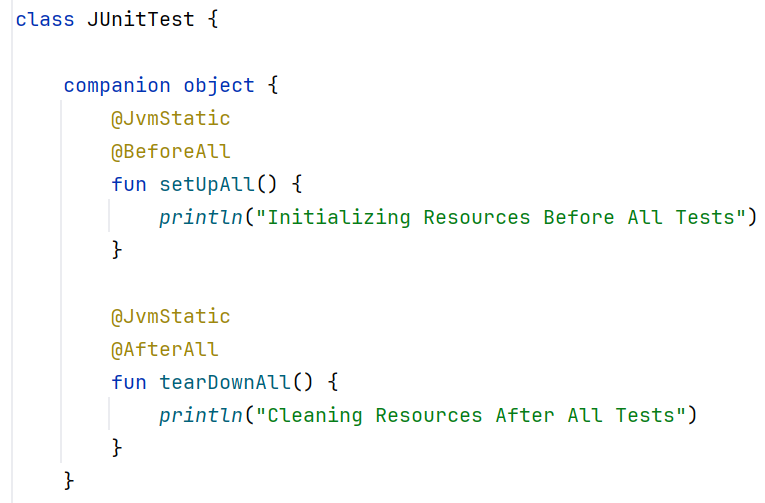 class JUnitTest {
companion object {
@JvmStatic
@BeforeAll
fun setUpAll() {
println("Initializing Resources Before All Tests")
}
@JvmStatic
@AfterAll
fun tearDownAll() {
println("Cleaning Resources After All Tests")
}
}